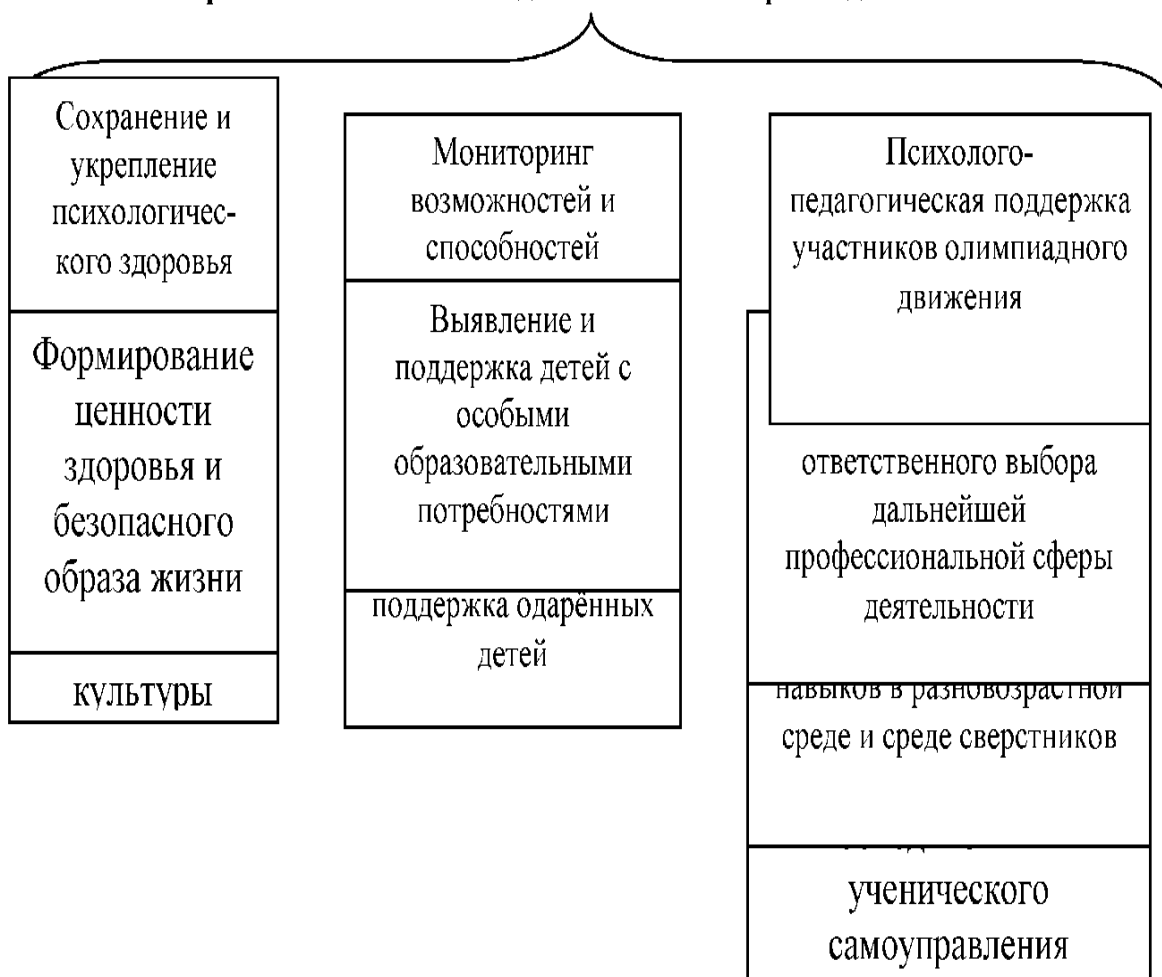 Сохранение и
укрепление
психологичес-
кого здоровья
Формирование
ценности
здоровья и
безопасного
образа жизни
культуры
Мониторинг
возможностей и
способностей
Выявление и
поддержка детей с
особыми
образовательными
потребностями
поддержка одарённых
детей
Психолого-
педагогическая поддержка
участников олимпиадного
движения
ответственного выбора
дальнейшей
профессиональной сферы
деятельности
навыков в разновозрастной
среде и среде сверстников
ученического
самоуправления